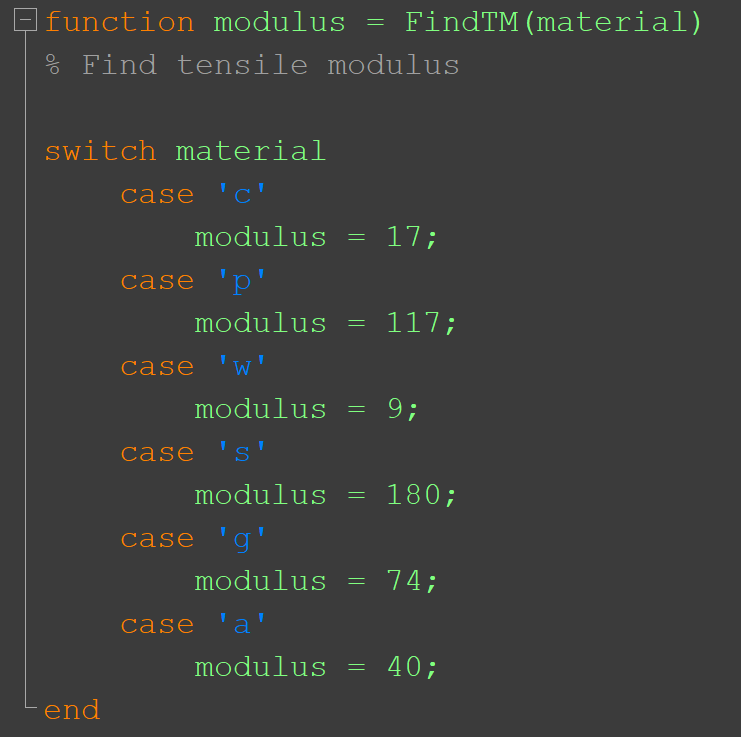 function modulus = FindTM(material)
% Find tensile modulus
switch material
case 'c'
modulus = 17;
case 'p'
modulus = 117;
case 'w'
modulus = 9;
case 's'
modulus = 180;
case 'g'
modulus = 74;
case 'a'
modulus = 40;
end